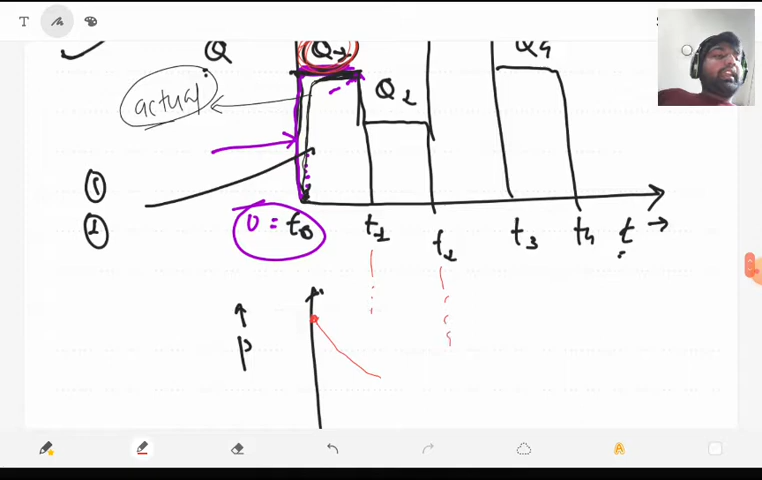 Q Q1 Q4
actual Q2
①
②
0 = t0 t1 t2 t3 t4 t →
↑
P